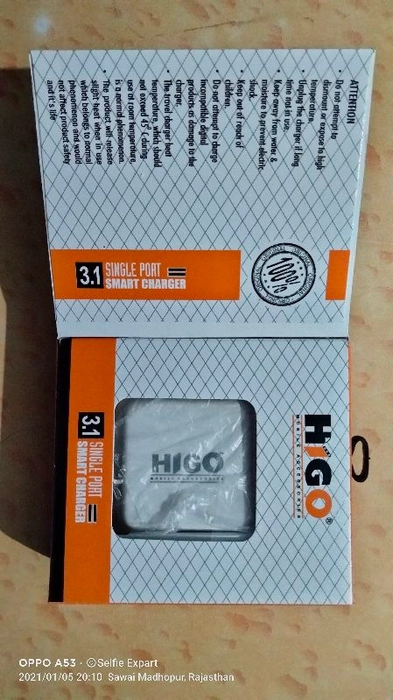 ATTENTION
• Do not attempt to
dismount or expose to high
temperature.
• Unplug the charger if long
time not in use.
• Keep away from water &
moisture to prevent electric
shock
• Keep out of reach of
children.
• Do not attempt to charge
incompatible digital
products as damage to the
charger.
• The travel charger heat
temperature, which should
not exceed 45°C during
use at room temperature,
is a normal phenomenon.
• The product will release
slight heat when in use
which belongs to normal
phenomenon and would
not affect product safety
and it's life
3.1
SINGLE PORT
SMART CHARGER
ORIGINAL
100%
3.1
SINGLE PORT
SMART CHARGER
HIGO
MOBILE ACCESSORIES
HIGO®
MOBILE ACCESSORIES
OPPO A53 · ©Selfie Expart
2021/01/05 20:10 Sawai Madhopur, Rajasthan